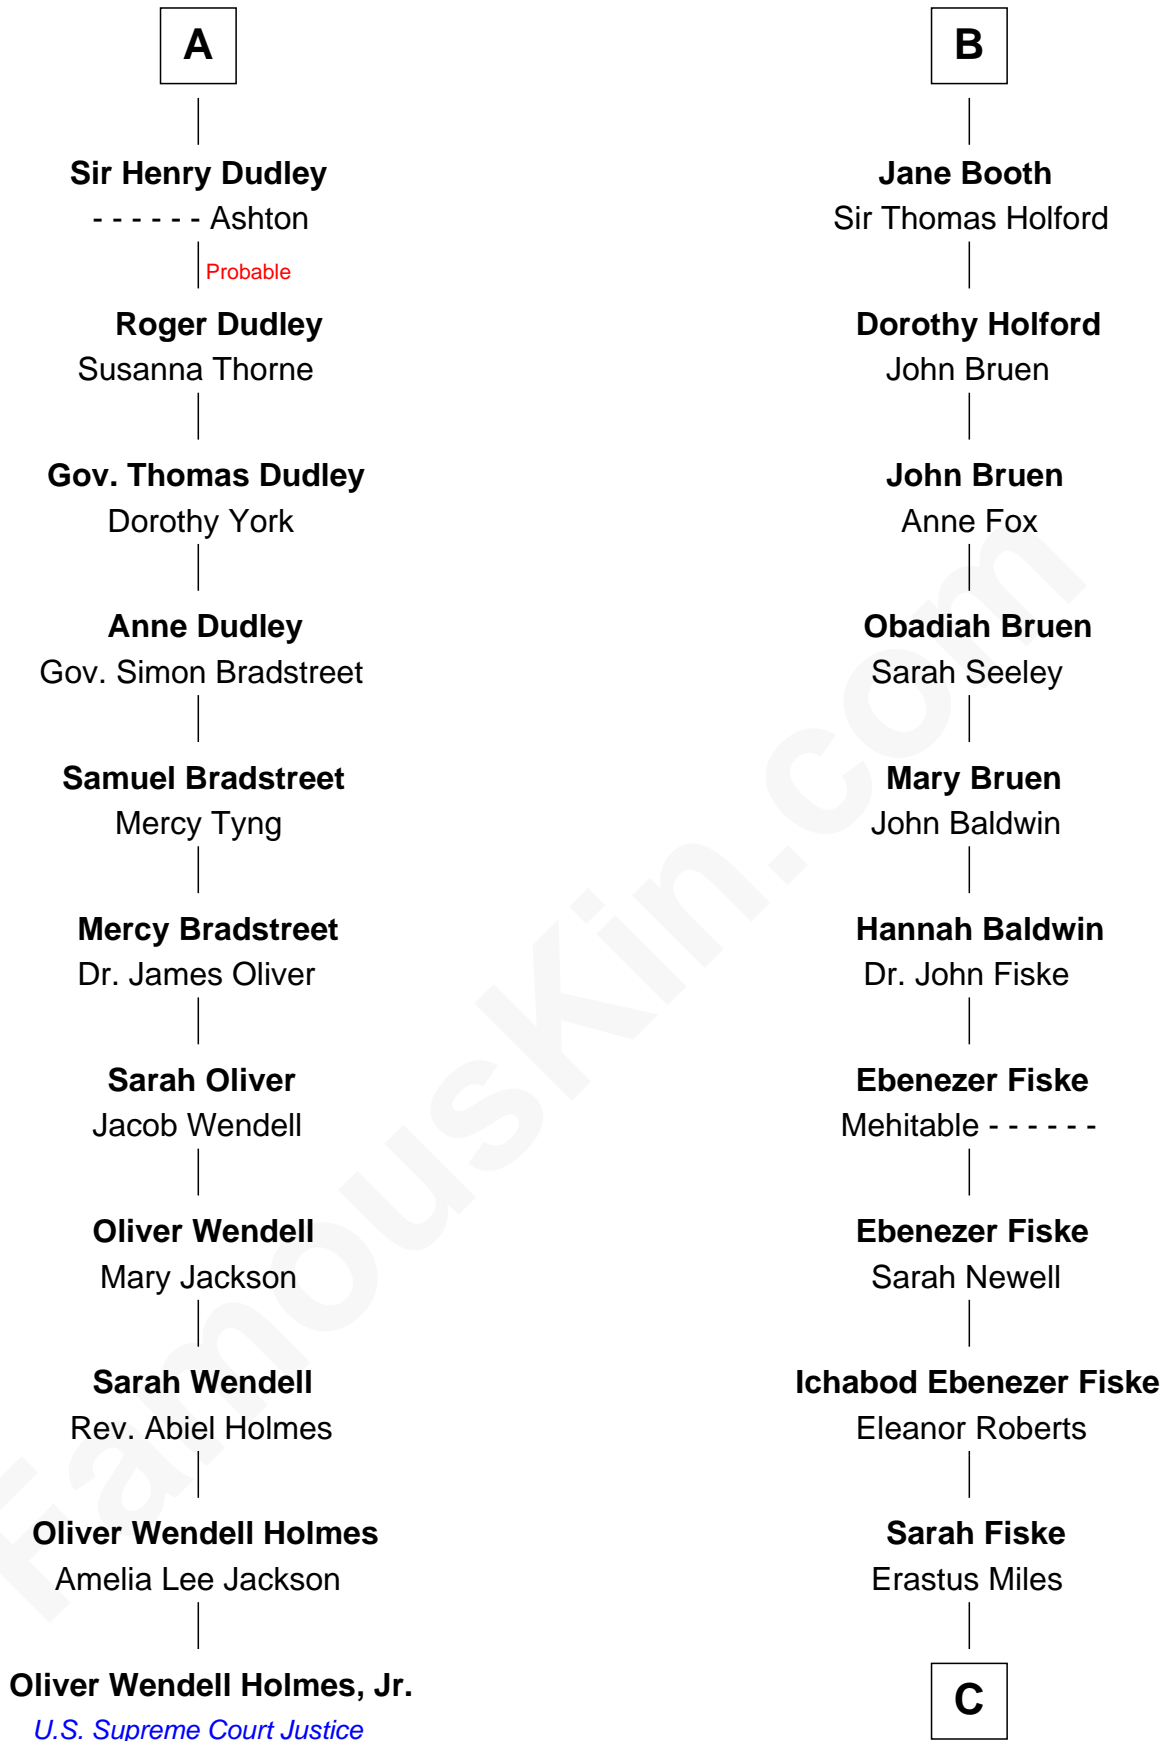 A
Sir Henry Dudley
- - - - - - Ashton
Probable
Roger Dudley
Susanna Thorne
Gov. Thomas Dudley
Dorothy York
Anne Dudley
Gov. Simon Bradstreet
Samuel Bradstreet
Mercy Tyng
Mercy Bradstreet
Dr. James Oliver
Sarah Oliver
Jacob Wendell
Oliver Wendell
Mary Jackson
Sarah Wendell
Rev. Abiel Holmes
Oliver Wendell Holmes
Amelia Lee Jackson
Oliver Wendell Holmes, Jr.
U.S. Supreme Court Justice
B
Jane Booth
Sir Thomas Holford
Dorothy Holford
John Bruen
John Bruen
Anne Fox
Obadiah Bruen
Sarah Seeley
Mary Bruen
John Baldwin
Hannah Baldwin
Dr. John Fiske
Ebenezer Fiske
Mehitable - - - - - -
Ebenezer Fiske
Sarah Newell
Ichabod Ebenezer Fiske
Eleanor Roberts
Sarah Fiske
Erastus Miles
C
FamousKin.com